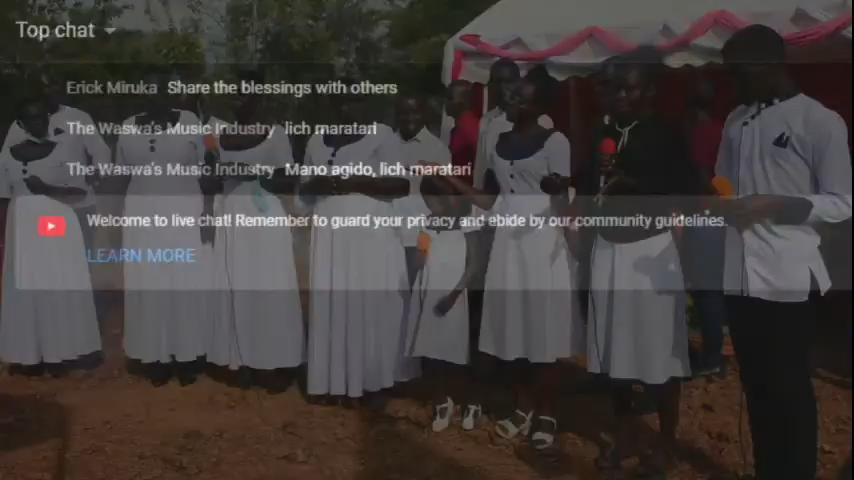 Top chat
Erick Miruka Share the blessings with others
The Waswa's Music Industry lich maratari
The Waswa's Music Industry Mano agido, lich maratari
Welcome to live chat! Remember to guard your privacy and ebide by our community guidelines.
LEARN MORE